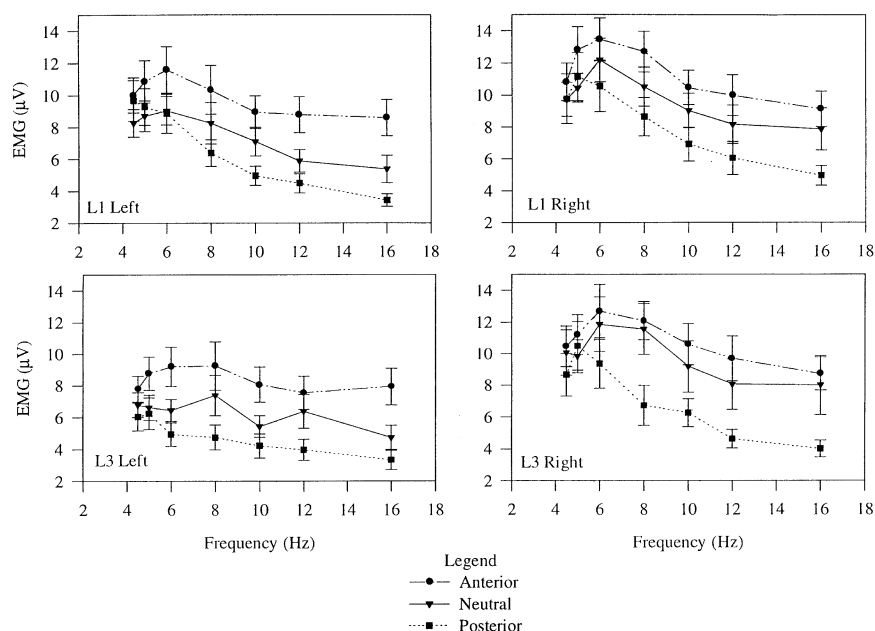 14
12
10
8
6
4
2
EMG (μV)
L1 Left
2 4 6 8 10 12 14 16 18
14
12
10
8
6
4
2
L1 Right
2 4 6 8 10 12 14 16 18
14
12
10
8
6
4
2
EMG (μV)
L3 Left
2 4 6 8 10 12 14 16 18
Frequency (Hz)
14
12
10
8
6
4
2
L3 Right
2 4 6 8 10 12 14 16 18
Frequency (Hz)
Legend
Anterior
Neutral
Posterior